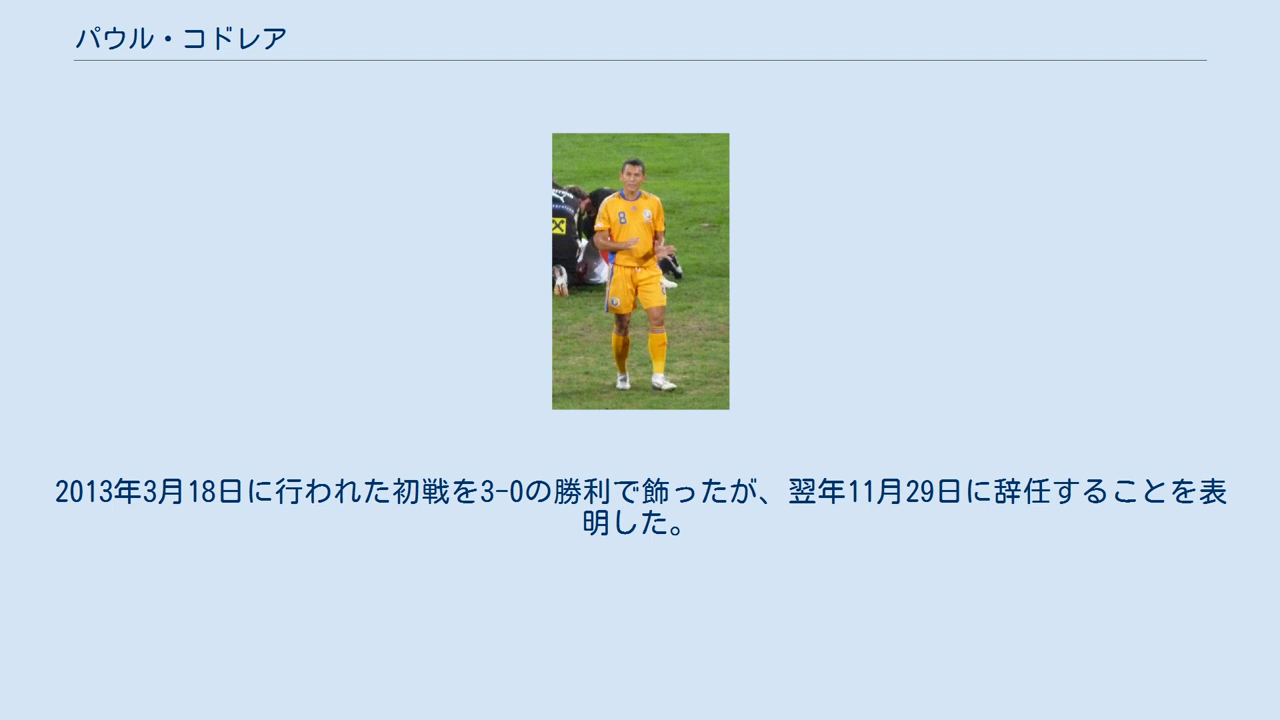 パウル・コドレア
8
2013年3月18日に行われた初戦を3-0の勝利で飾ったが、翌年11月29日に辞任することを表
明した。